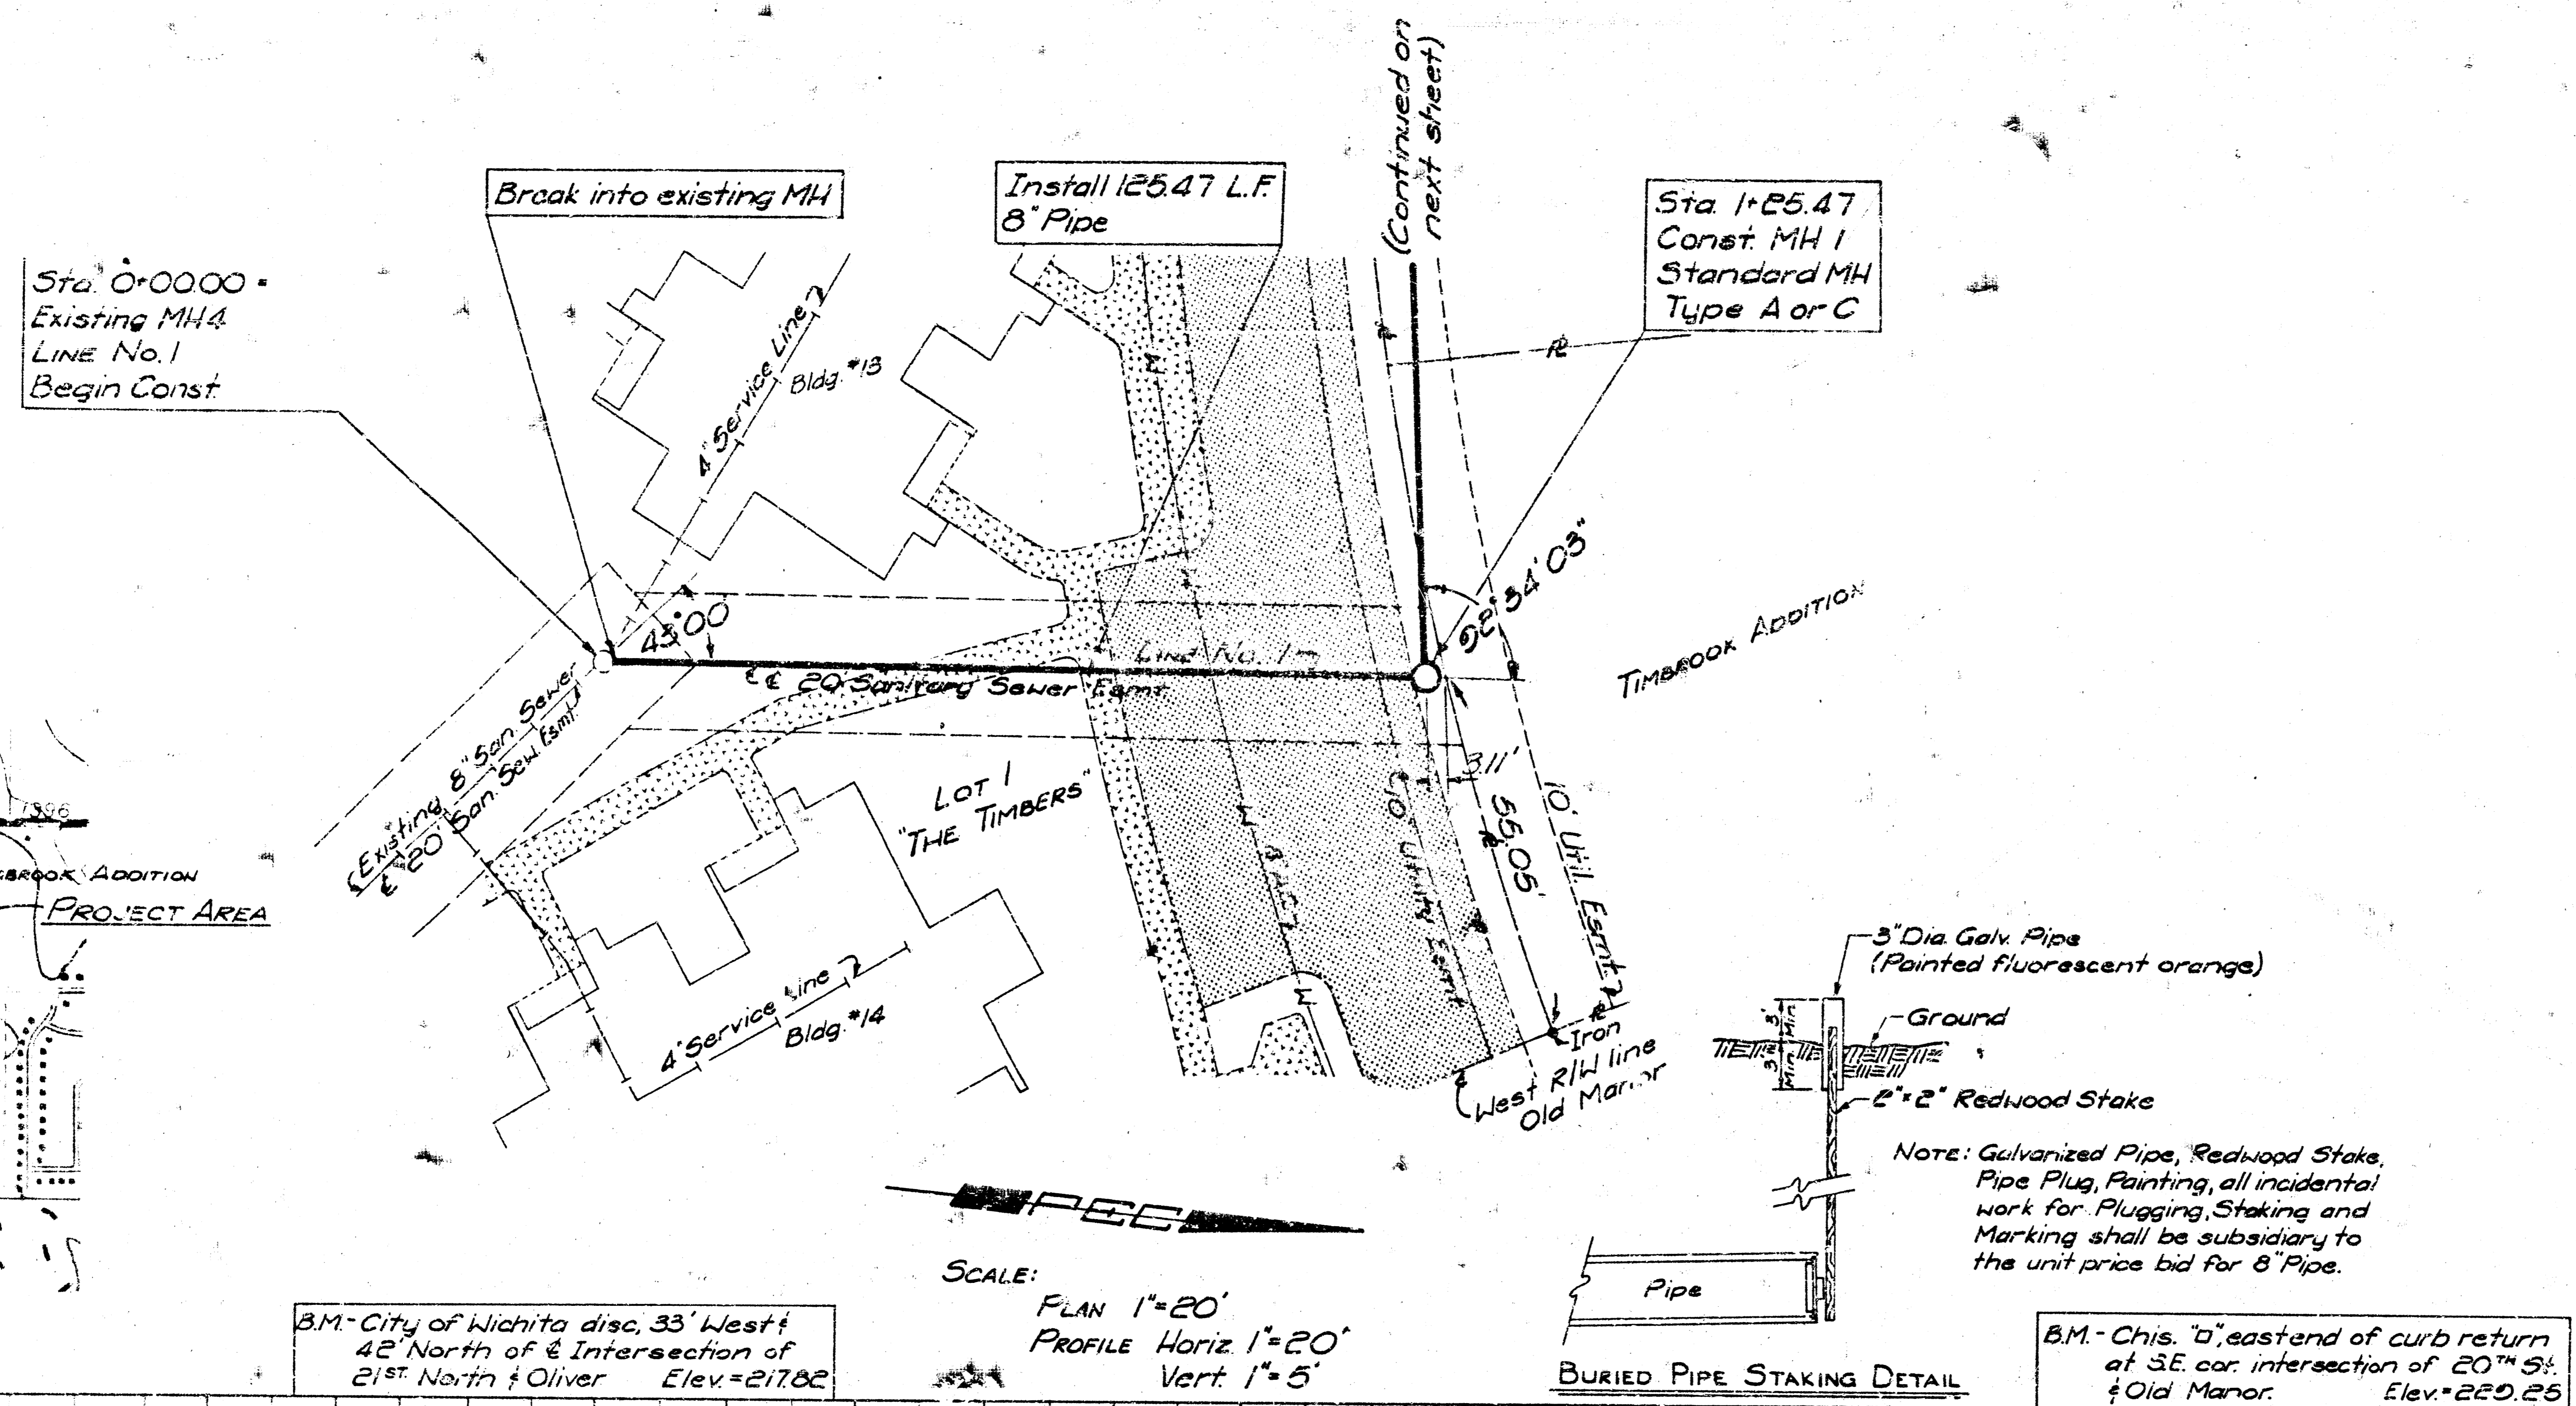 (Continued on
next sheet)
Break into existing MH
Install 125.47 L.F.
8" Pipe
Sta. 1+25.47
Const. MH 1
Standard MH
Type A or C
Sta. 0+00.00 =
Existing MH4
LINE No. 1
Begin Const.
4" Service Line
Bldg. #13
43°00'
92°34'03"
LINE No. 1
℄ 20' Sanitary Sewer Esmt.
TIMBROOK ADDITION
Existing 8" San. Sewer
℄ 20' San. Sew. Esmt.
LOT 1
"THE TIMBERS"
3.11'
55.05'
10' Util. Esmt.
10' Utility Esmt
W
W
W
4" Service Line
Bldg. #14
Iron
West R/W line
Old Manor
ADDITION
PROJECT AREA
3" Dia. Galv. Pipe
(Painted fluorescent orange)
3' Min.
3' Min.
Ground
2" x 2" Redwood Stake
NOTE: Galvanized Pipe, Redwood Stake,
Pipe Plug, Painting, all incidental
work for Plugging, Staking and
Marking shall be subsidiary to
the unit price bid for 8" Pipe.
Pipe
BURIED PIPE STAKING DETAIL
PEC
SCALE:
PLAN 1"=20'
PROFILE Horiz. 1"=20'
Vert. 1"=5'
B.M.- City of Wichita disc, 33' West &
42' North of ℄ Intersection of
21ST. North & Oliver Elev.=217.82
B.M.- Chis. "□", east end of curb return
at S.E. cor. intersection of 20TH St.
& Old Manor. Elev.=220.25